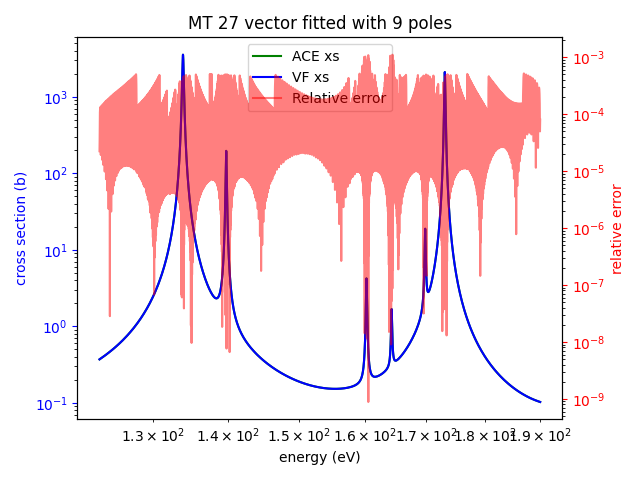 MT 27 vector fitted with 9 poles
ACE xs
VF xs
Relative error
10³
10²
10¹
10⁰
10⁻¹
cross section (b)
10⁻³
10⁻⁴
10⁻⁵
10⁻⁶
10⁻⁷
10⁻⁸
10⁻⁹
relative error
1.3 × 10² 1.4 × 10² 1.5 × 10² 1.6 × 10² 1.7 × 10² 1.8 × 10² 1.9 × 10²
energy (eV)